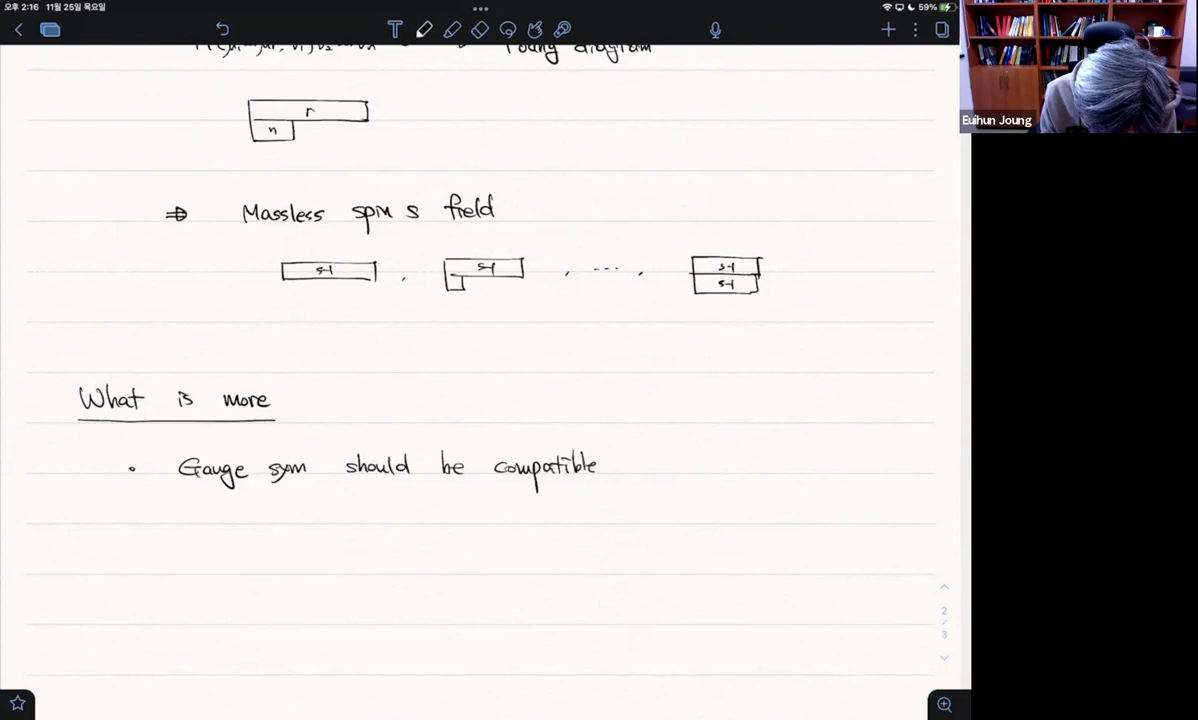 오후 2:16 11월 25일 목요일
59%
Young diagram
r
n
⇒ Massless spin s field
s-1 , s-1 , ... , s-1
s-1
What is more
• Gauge sym should be compatible
2
3
Euihun Joung